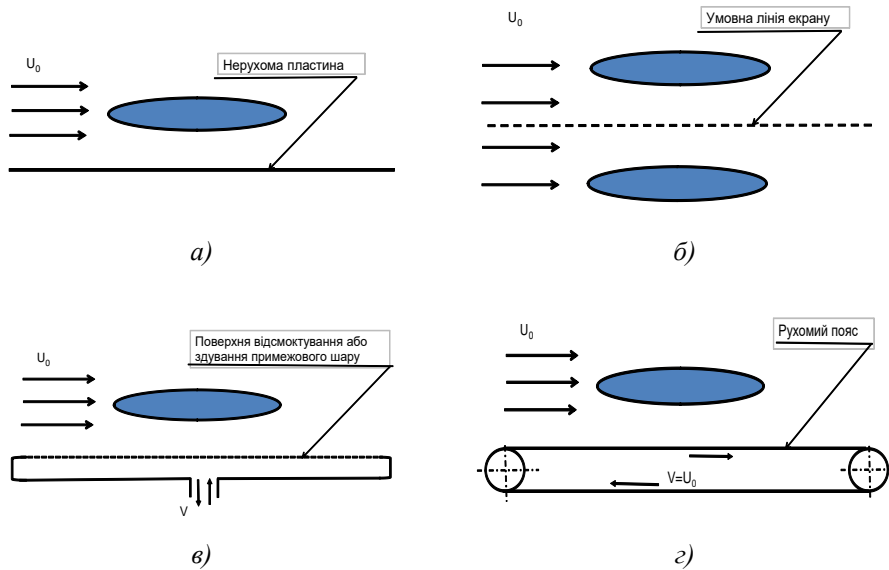 U₀
Нерухома пластина
а)
U₀
Умовна лінія екрану
б)
U₀
Поверхня відсмоктування або
здування примежового шару
V
в)
U₀
Рухомий пояс
V=U₀
г)